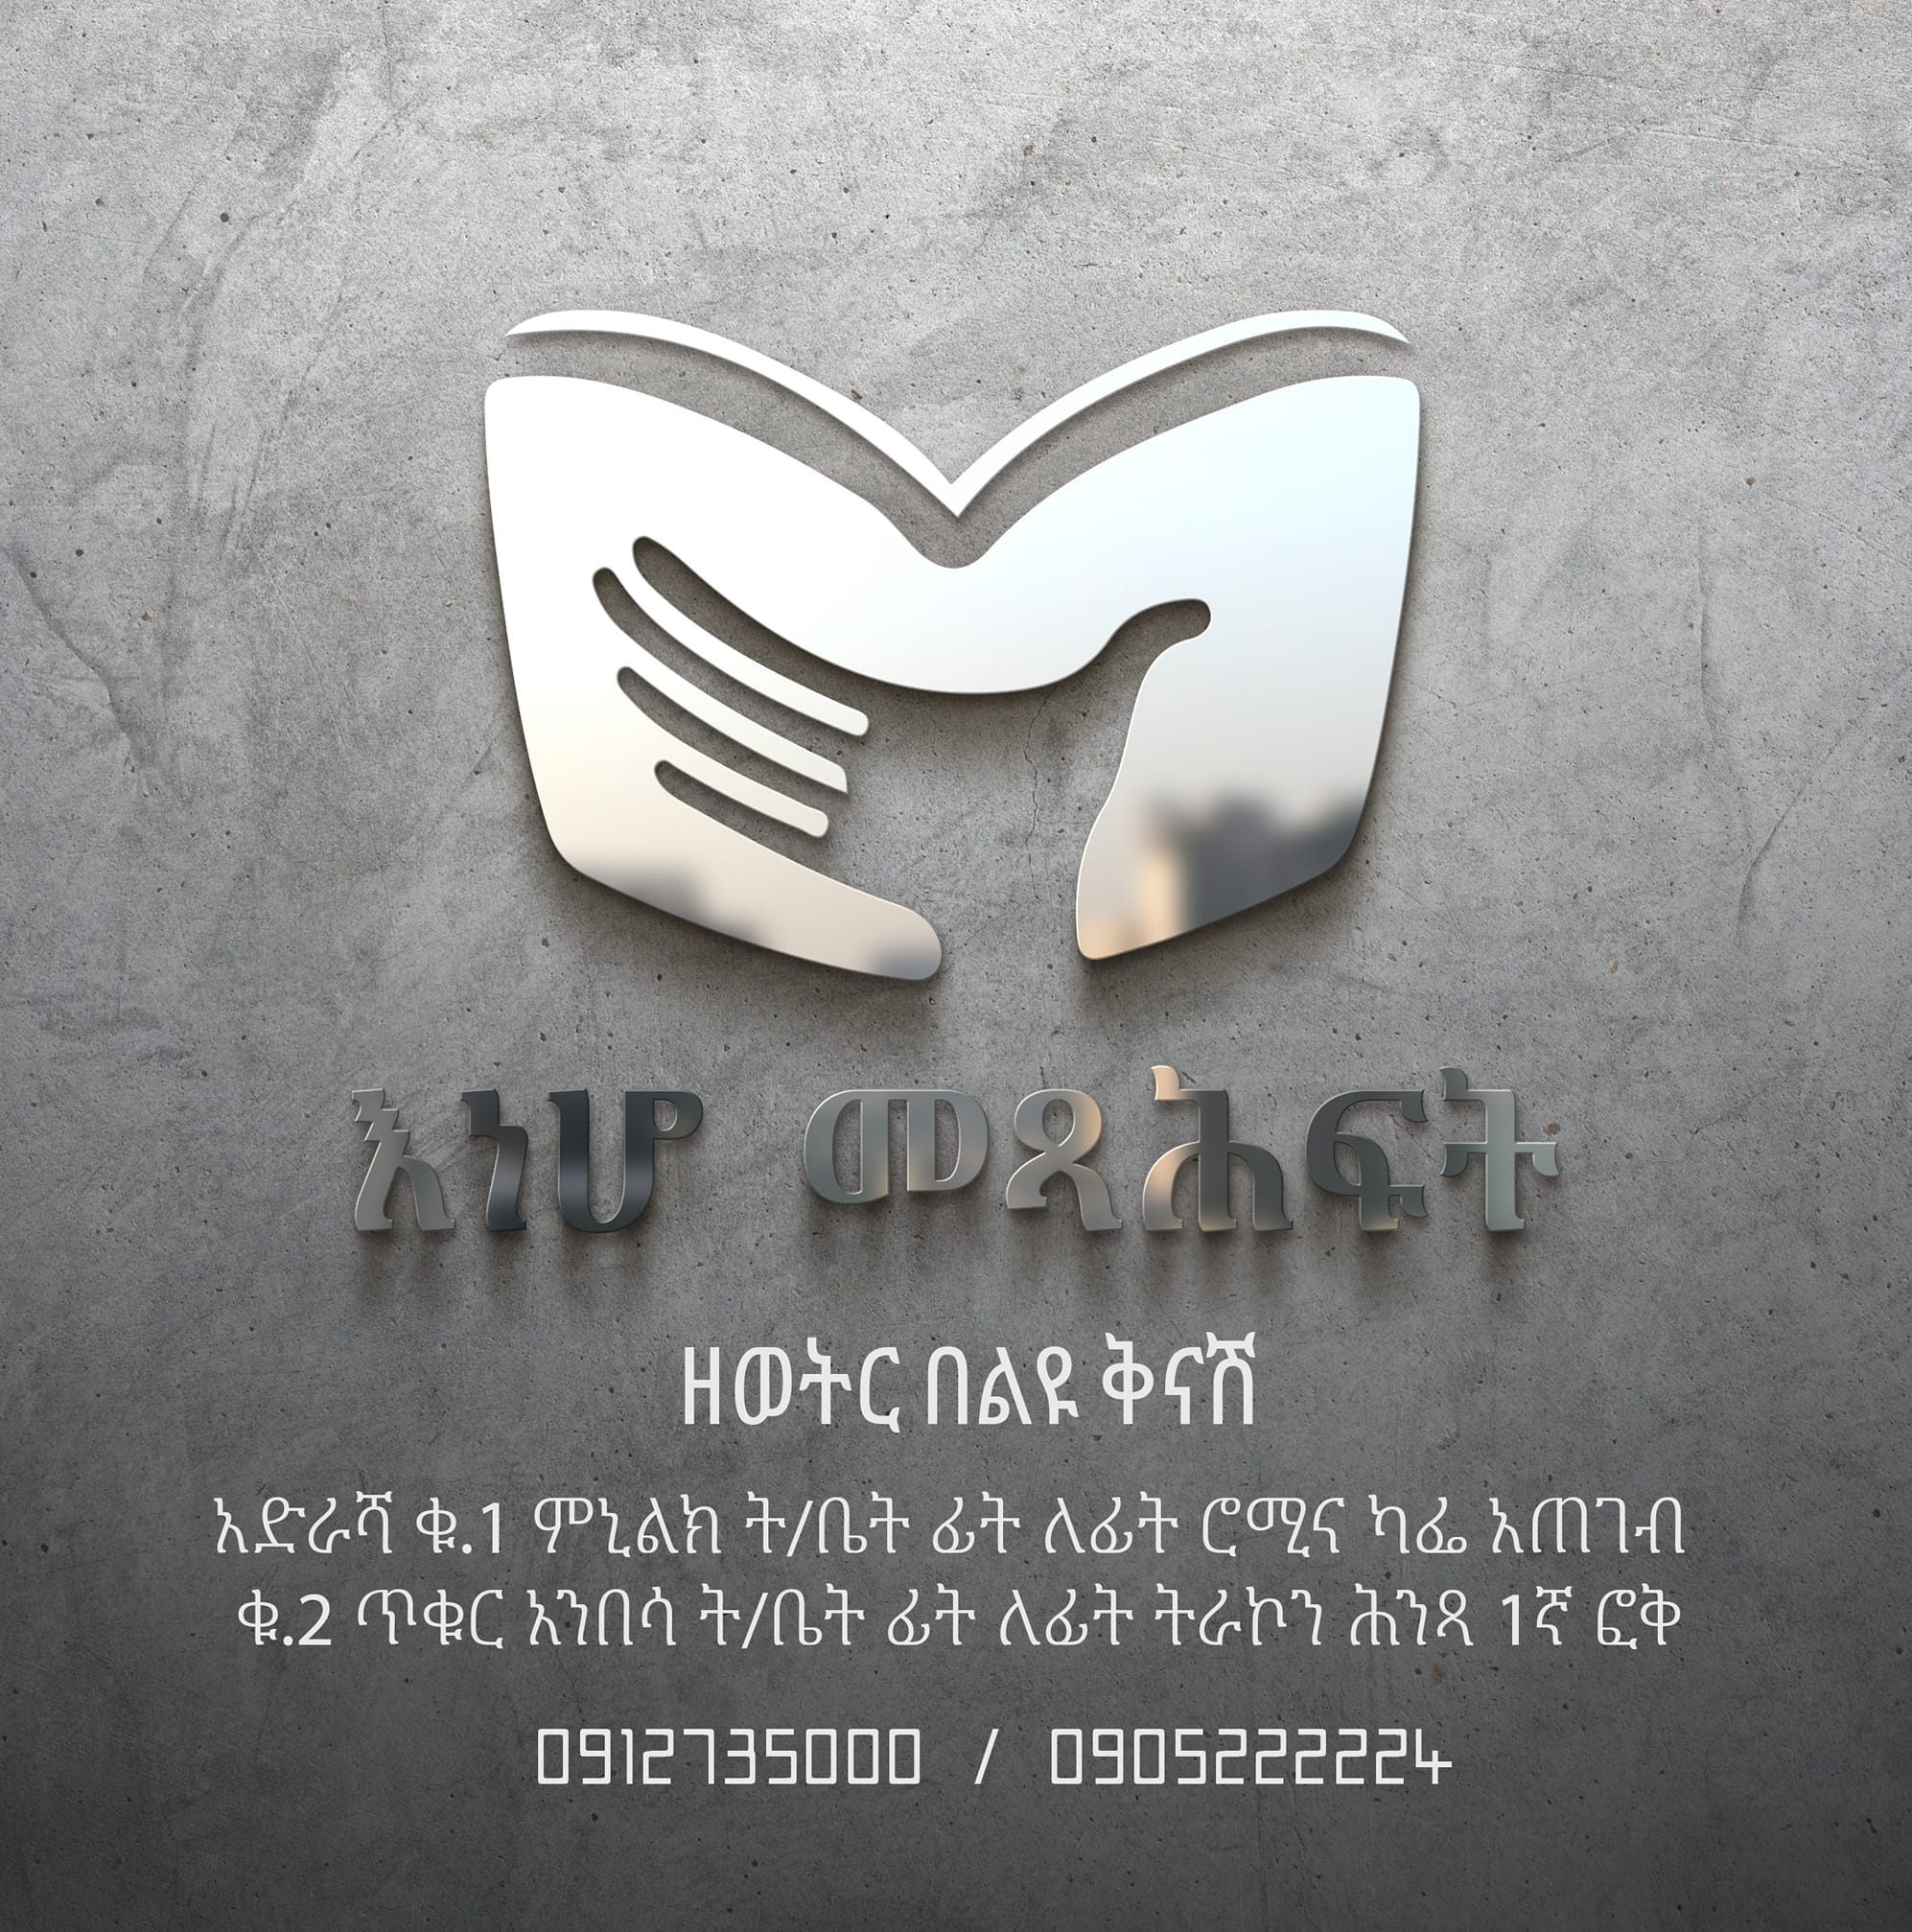 እነሆ መጻሕፍት
ዘወትር በልዩ ቅናሽ
አድራሻ ቁ.1 ምኒልክ ት/ቤት ፊት ለፊት ሮሚና ካፌ አጠገብ
ቁ.2 ጥቁር አንበሳ ት/ቤት ፊት ለፊት ትራኮን ሕንጻ 1ኛ ፎቅ
0912735000 / 0905222224